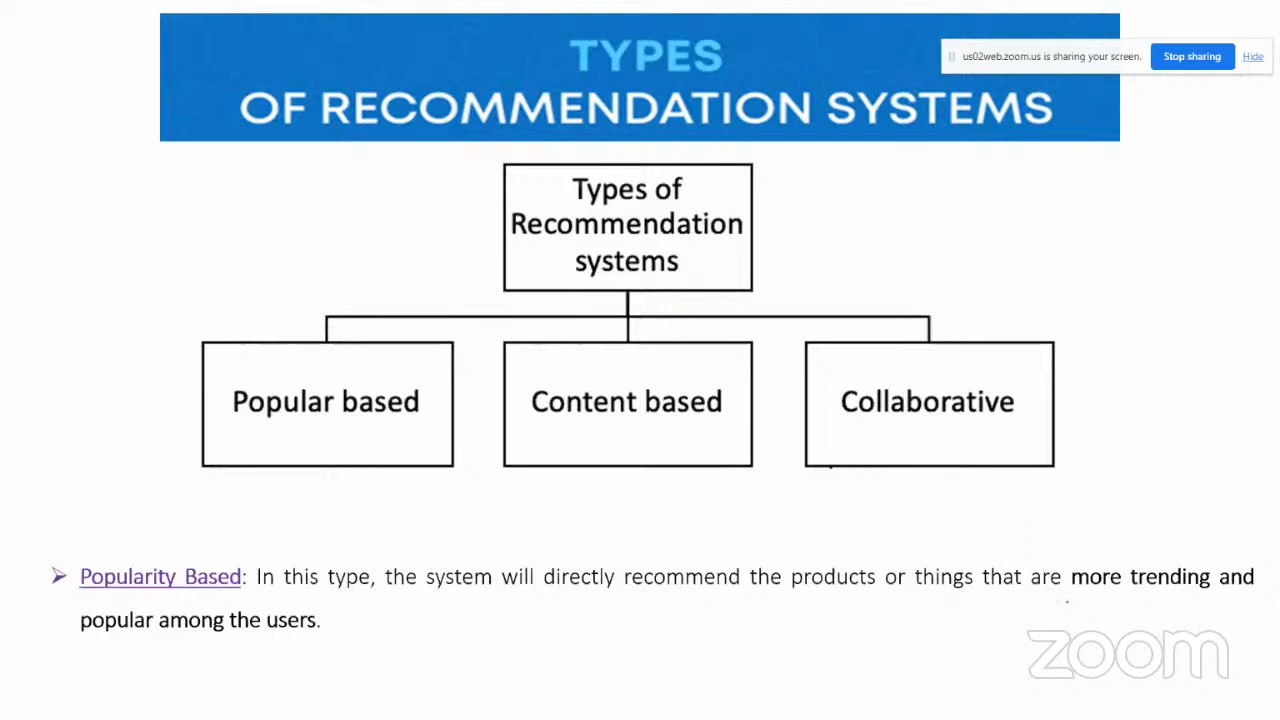 TYPES
us02web.zoom.us is sharing your screen. Stop sharing Hide
OF RECOMMENDATION SYSTEMS
Types of
Recommendation
systems
Popular based Content based Collaborative
Popularity Based: In this type, the system will directly recommend the products or things that are more trending and
popular among the users.
zoom